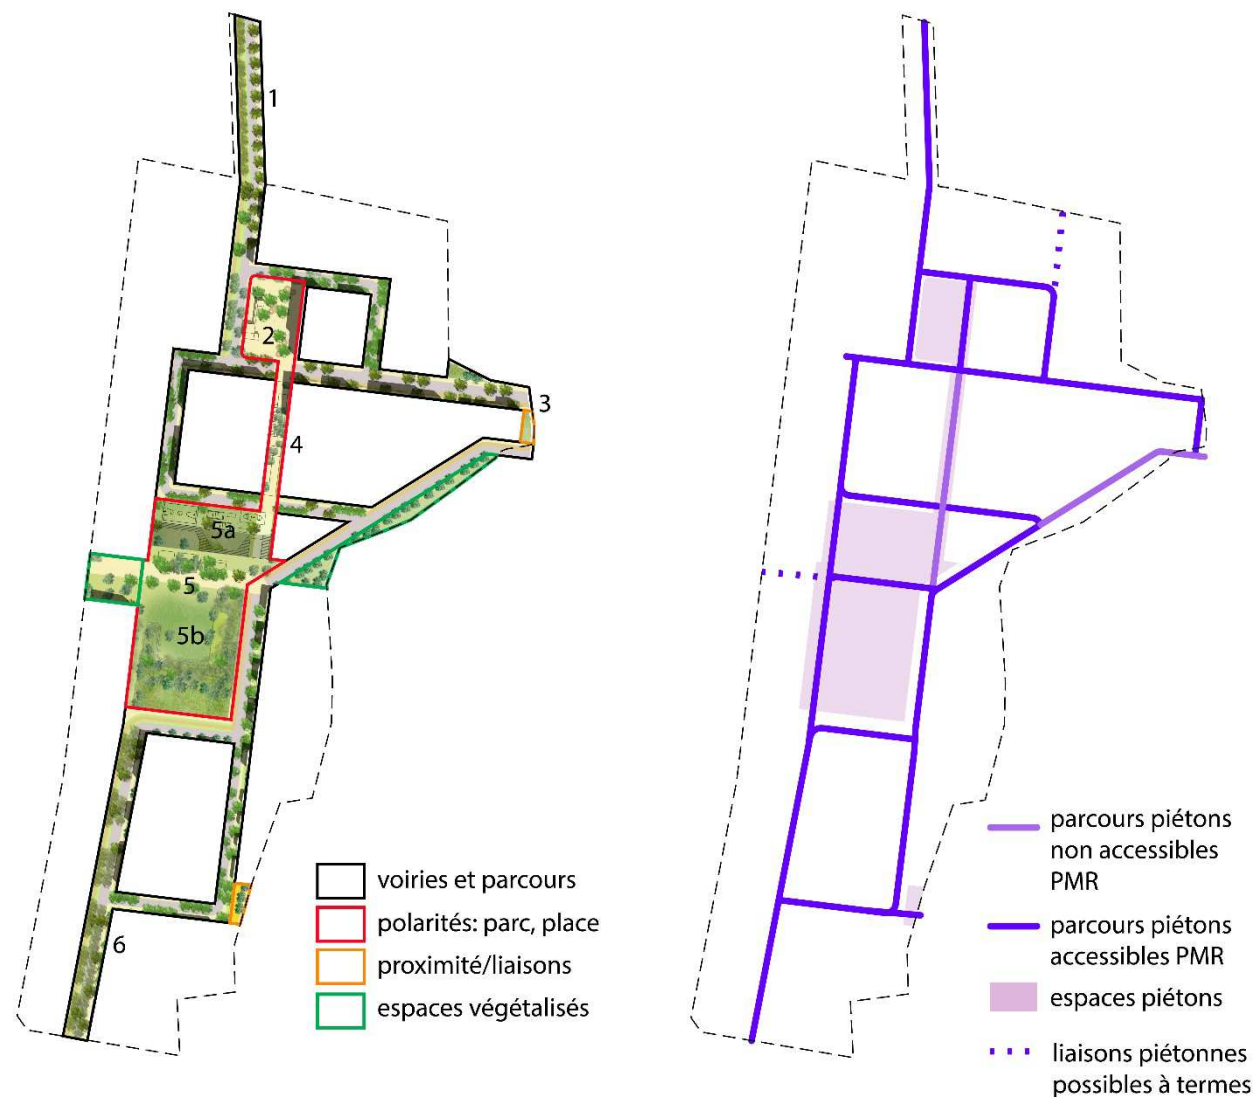 1
2
3
4
5a
5
5b
6
voiries et parcours
polarités: parc, place
proximité/liaisons
espaces végétalisés
parcours piétons
non accessibles
PMR
parcours piétons
accessibles PMR
espaces piétons
liaisons piétonnes
possibles à termes